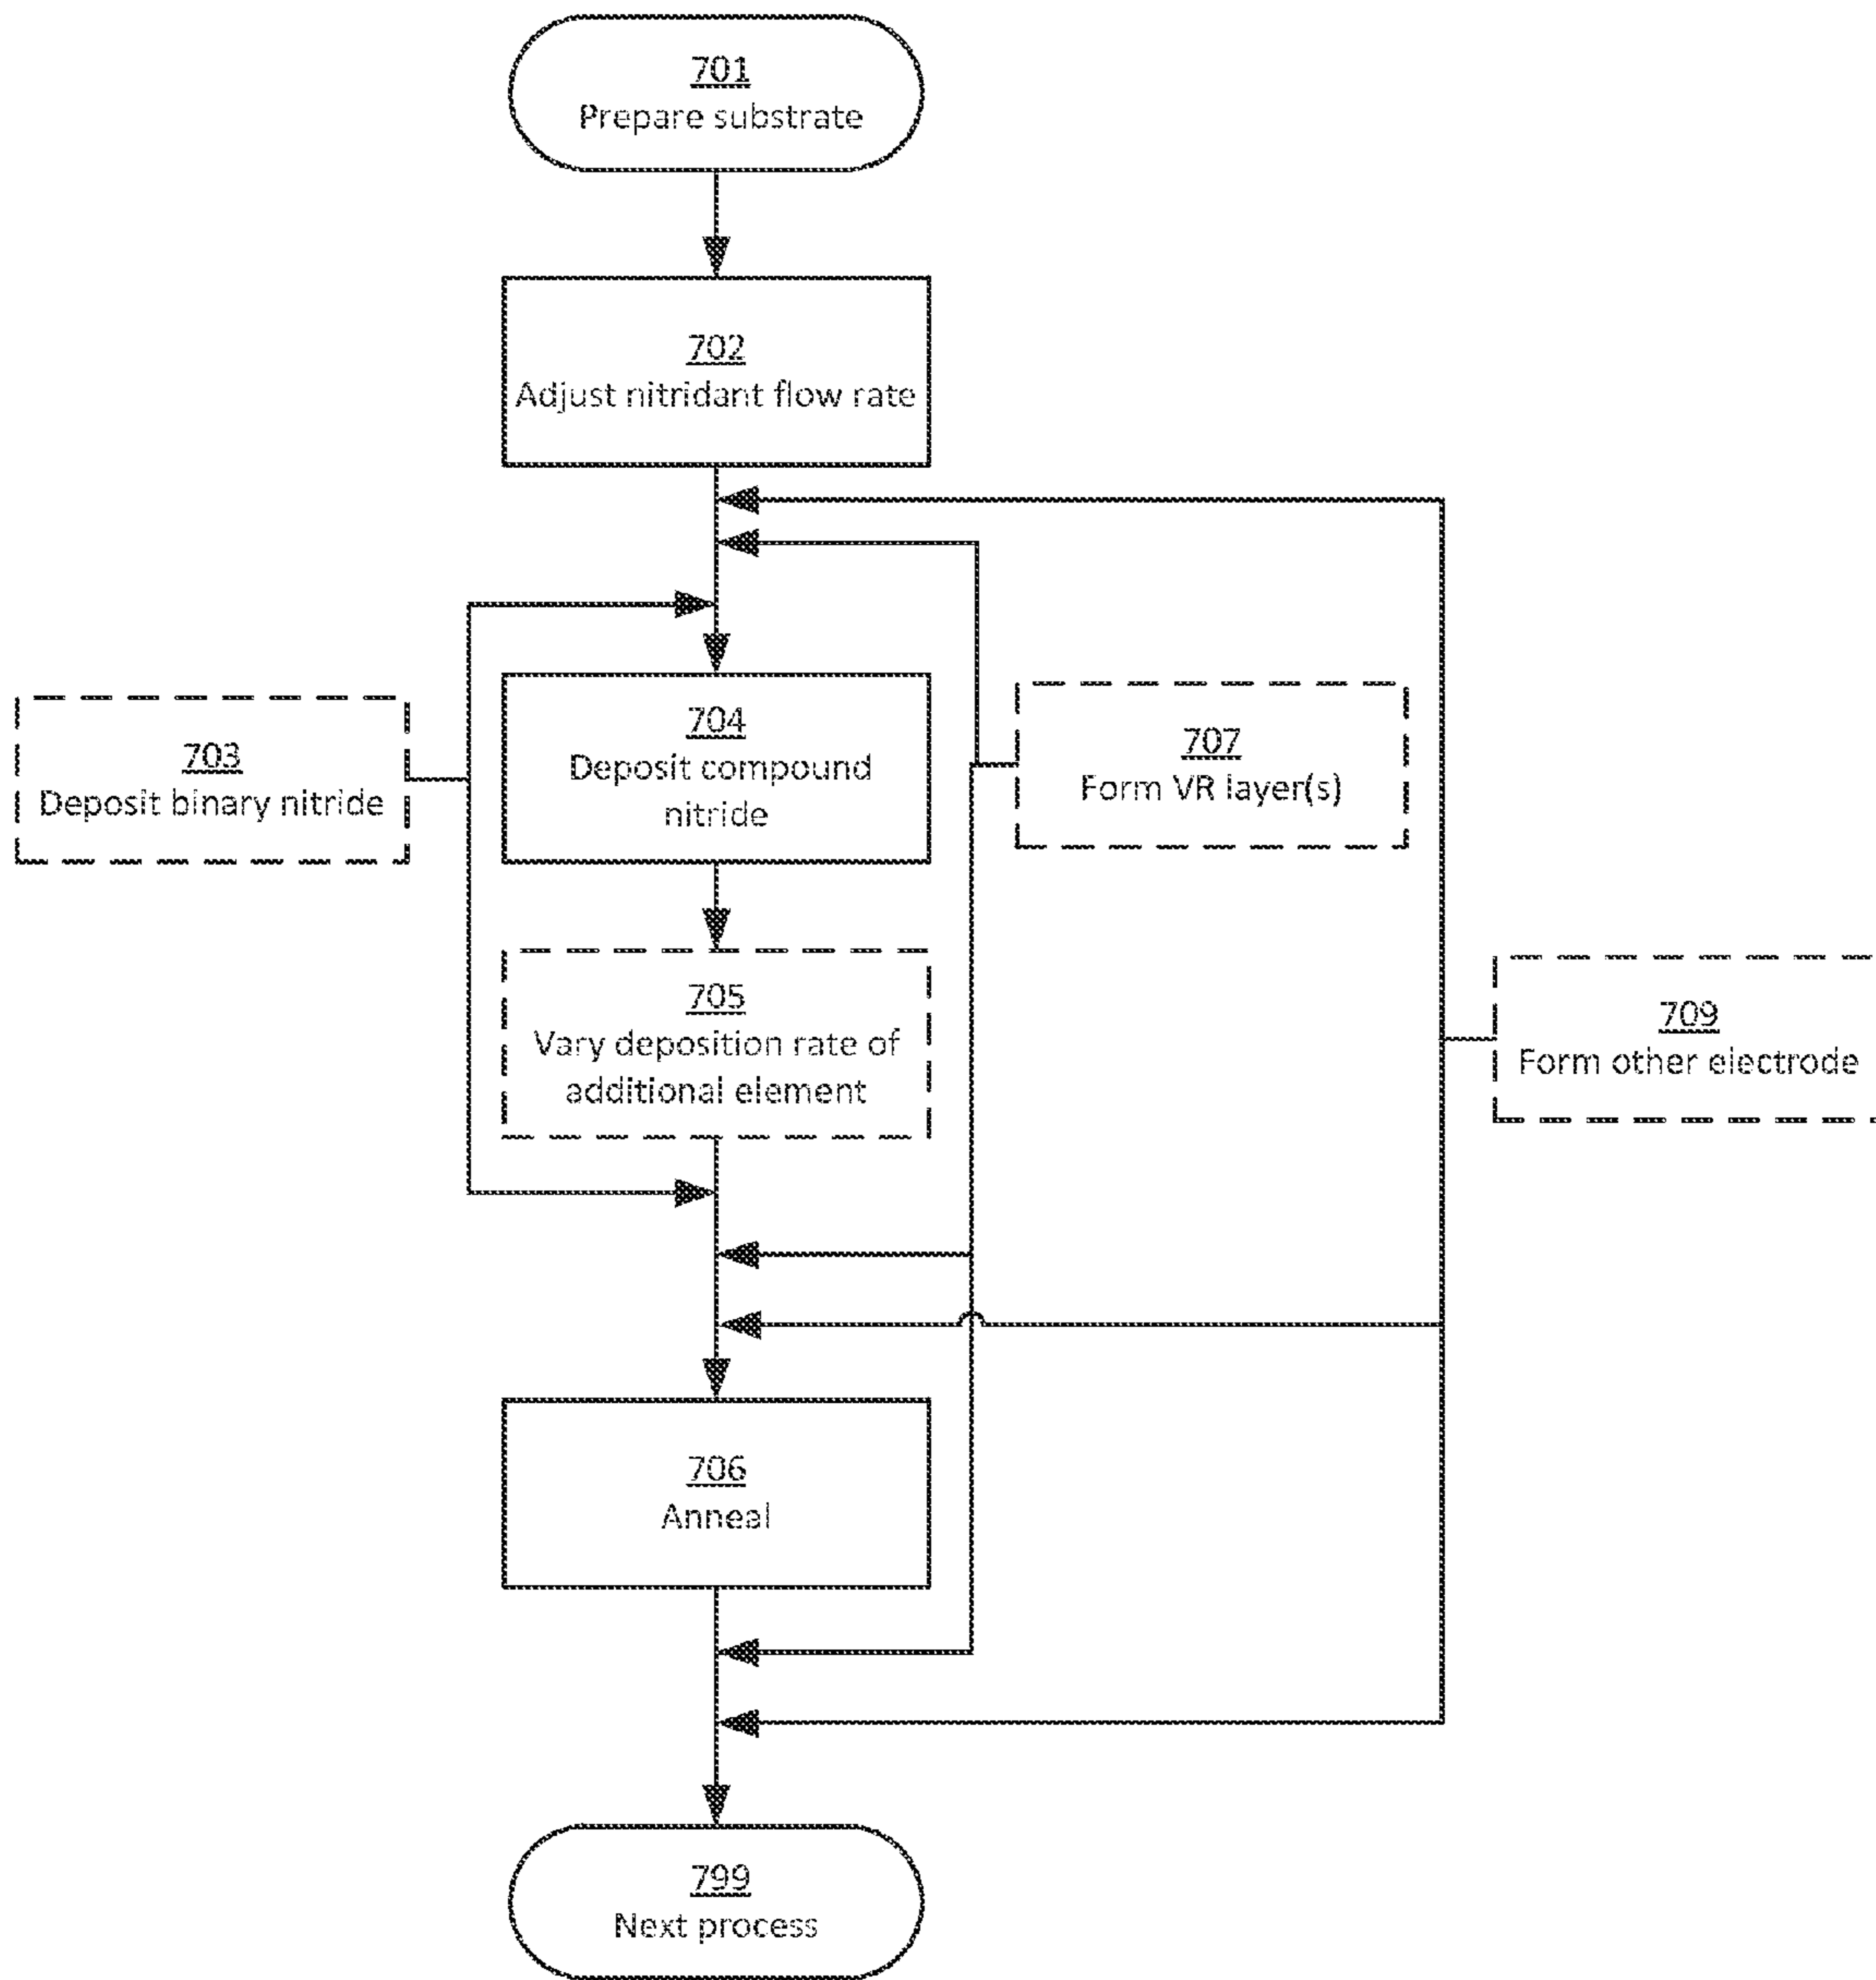 701
Prepare substrate
702
Adjust nitridant flow rate
703
Deposit binary nitride
704
Deposit compound
nitride
707
Form VR layer(s)
705
Vary deposition rate of
additional element
709
Form other electrode
706
Anneal
799
Next process